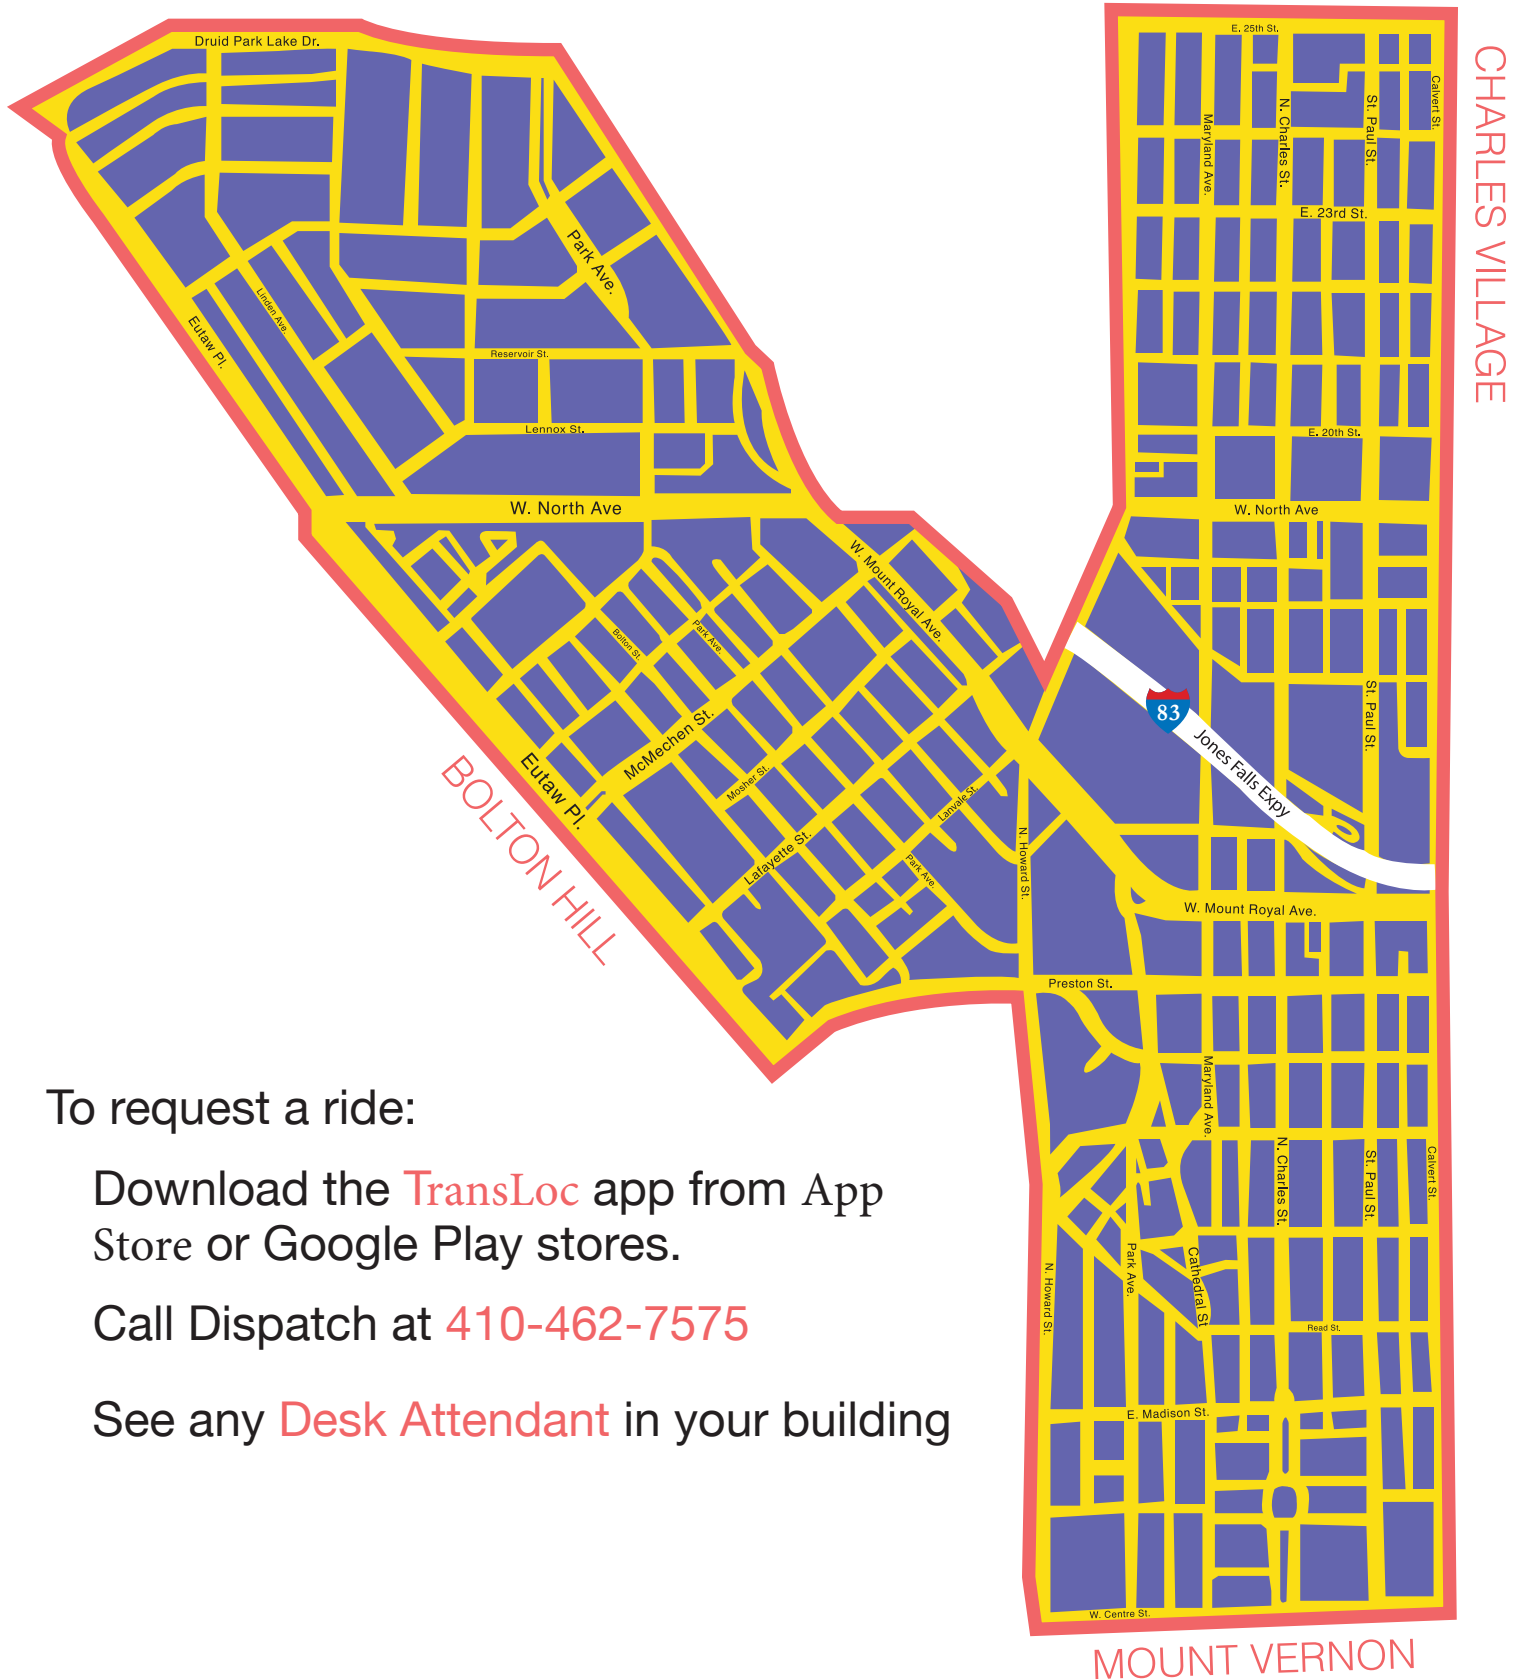 Druid Park Lake Dr.
E. 25th St.
Calvert St.
St. Paul St.
N. Charles St.
Maryland Ave.
CHARLES VILLAGE
E. 23rd St.
Park Ave.
Linden Ave.
Eutaw Pl.
Reservoir St.
Lennox St.
E. 20th St.
W. North Ave
W. North Ave
W. Mount Royal Ave.
Bolton St.
Park Ave.
McMechen St.
Eutaw Pl.
Mosher St.
Lanvale St.
Lafayette St.
Park Ave.
BOLTON HILL
83
Jones Falls Expy
St. Paul St.
N. Howard St.
W. Mount Royal Ave.
Preston St.
Maryland Ave.
N. Charles St.
St. Paul St.
Calvert St.
Park Ave.
Cathedral St
N. Howard St.
Read St.
E. Madison St.
W. Centre St.
MOUNT VERNON
To request a ride:
Download the TransLoc app from App
Store or Google Play stores.
Call Dispatch at 410-462-7575
See any Desk Attendant in your building